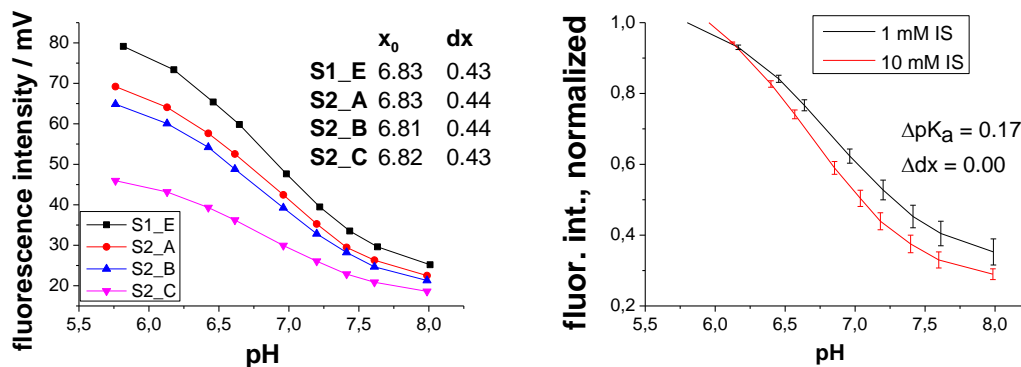 fluorescence intensity / mV
80
70
60
50
40
30
20
x₀ dx
S1_E 6.83 0.43
S2_A 6.83 0.44
S2_B 6.81 0.44
S2_C 6.82 0.43
S1_E
S2_A
S2_B
S2_C
5,5 6,0 6,5 7,0 7,5 8,0
pH
fluor. int., normalized
1,0
0,8
0,6
0,4
0,2
1 mM IS
10 mM IS
ΔpKₐ = 0.17
Δdx = 0.00
5,5 6,0 6,5 7,0 7,5 8,0
pH